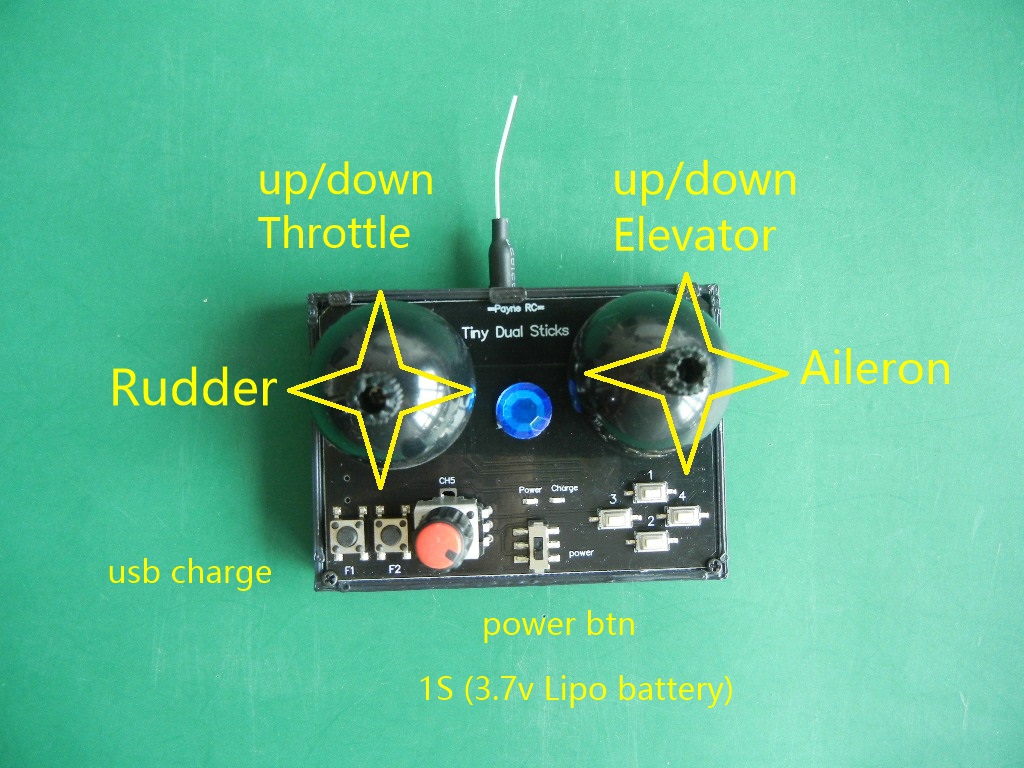 up/down
Throttle
up/down
Elevator
=Payne RC=
Tiny Dual Sticks
Rudder
Aileron
CH5
Power
Charge
1
3
4
2
power
F1
F2
usb charge
power btn
1S (3.7v Lipo battery)